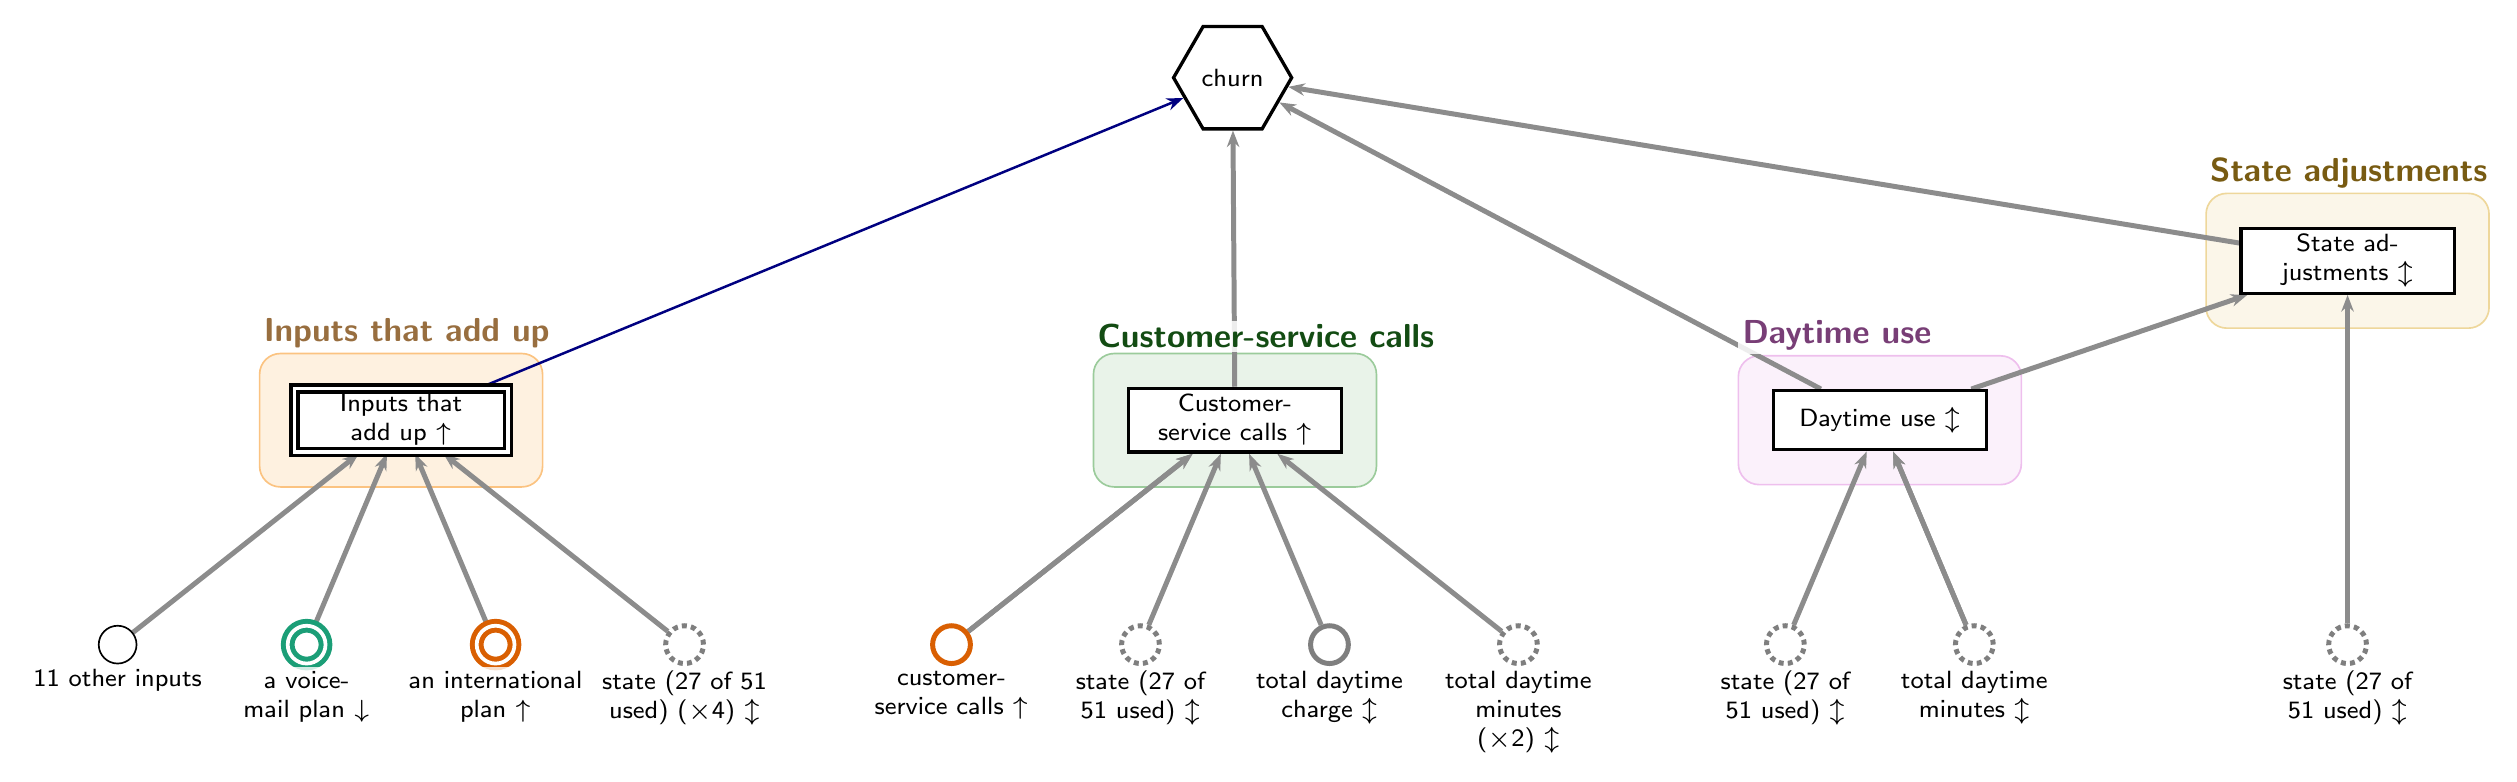 churn
State adjustments
State ad-
justments ↕
Inputs that add up
Customer-service calls
Daytime use
Inputs that
add up ↑
Customer-
service calls ↑
Daytime use ↕
11 other inputs
a voice-
mail plan ↓
an international
plan ↑
state (27 of 51
used) (×4) ↕
customer-
service calls ↑
state (27 of
51 used) ↕
total daytime
charge ↕
total daytime
minutes
(×2) ↕
state (27 of
51 used) ↕
total daytime
minutes ↕
state (27 of
51 used) ↕